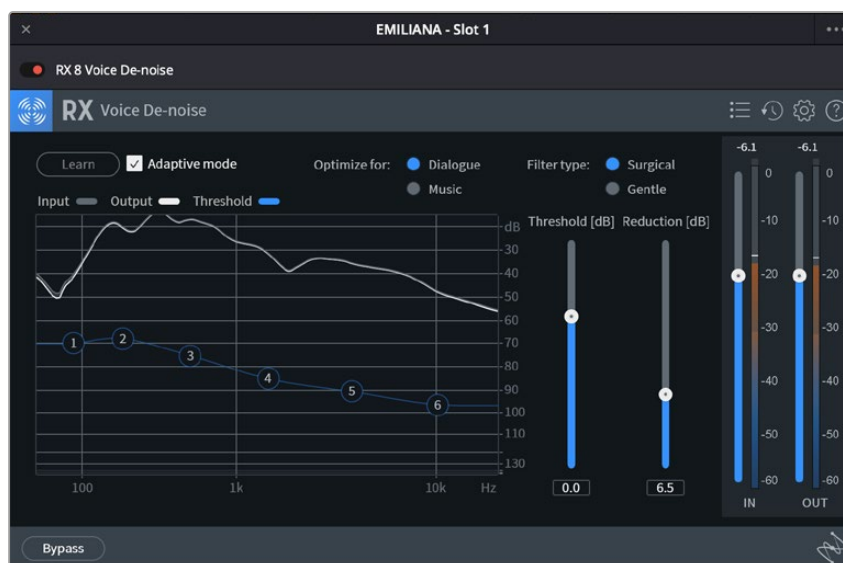 EMILIANA - Slot 1
RX 8 Voice De-noise
RX Voice De-noise
Learn
Adaptive mode
Optimize for:
Dialogue
Music
Filter type:
Surgical
Gentle
Input
Output
Threshold
Threshold [dB]
Reduction [dB]
dB
30
40
50
60
70
80
90
100
110
130
1
2
3
4
5
6
100
1k
10k
Hz
0.0
6.5
-6.1
-6.1
0
0
-10
-10
-20
-20
-30
-30
-40
-40
-50
-50
-60
-60
IN
OUT
Bypass